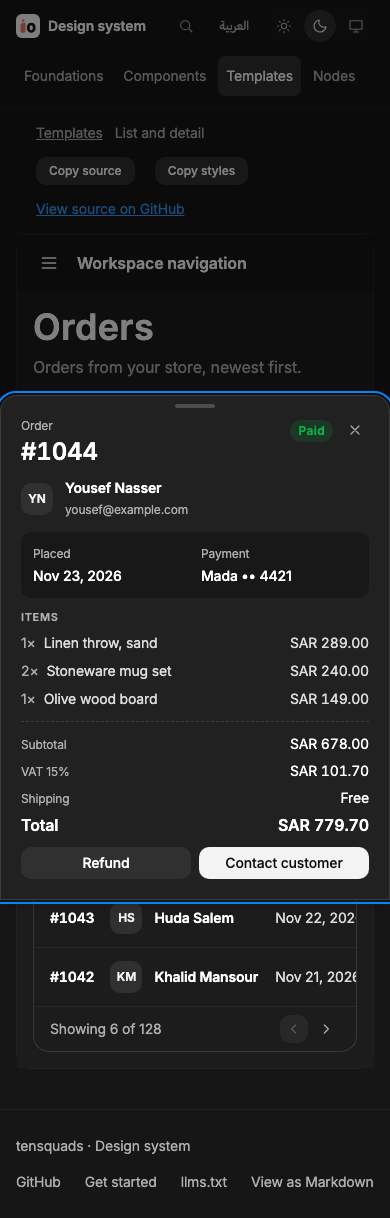 io Design system العربية
Foundations Components Templates Nodes
Templates List and detail
Copy source Copy styles
View source on GitHub
Workspace navigation
Orders
Orders from your store, newest first.
Order
#1044
Paid
YN
Yousef Nasser
yousef@example.com
Placed Payment
Nov 23, 2026 Mada •• 4421
ITEMS
1× Linen throw, sand SAR 289.00
2× Stoneware mug set SAR 240.00
1× Olive wood board SAR 149.00
Subtotal SAR 678.00
VAT 15% SAR 101.70
Shipping Free
Total SAR 779.70
Refund Contact customer
#1043 HS Huda Salem Nov 22, 202
#1042 KM Khalid Mansour Nov 21, 2026
Showing 6 of 128
tensquads · Design system
GitHub Get started llms.txt View as Markdown